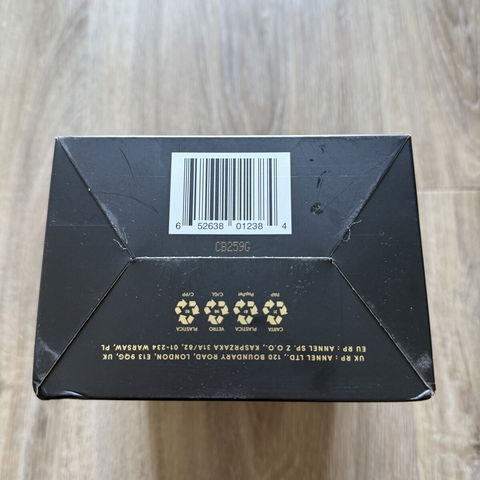 6 52638 01238 4
CB259G
UK RP : ANNEL LTD., 120 BOUNDARY ROAD, LONDON, E13 9QG, UK
EU RP : ANNEL SP. Z.O.O., KASPRZAKA 31A/82, 01-234 WARSAW, PL
CARTA PLASTICA VETRO PLASTICA
PAP PapPet C/GL C/PP